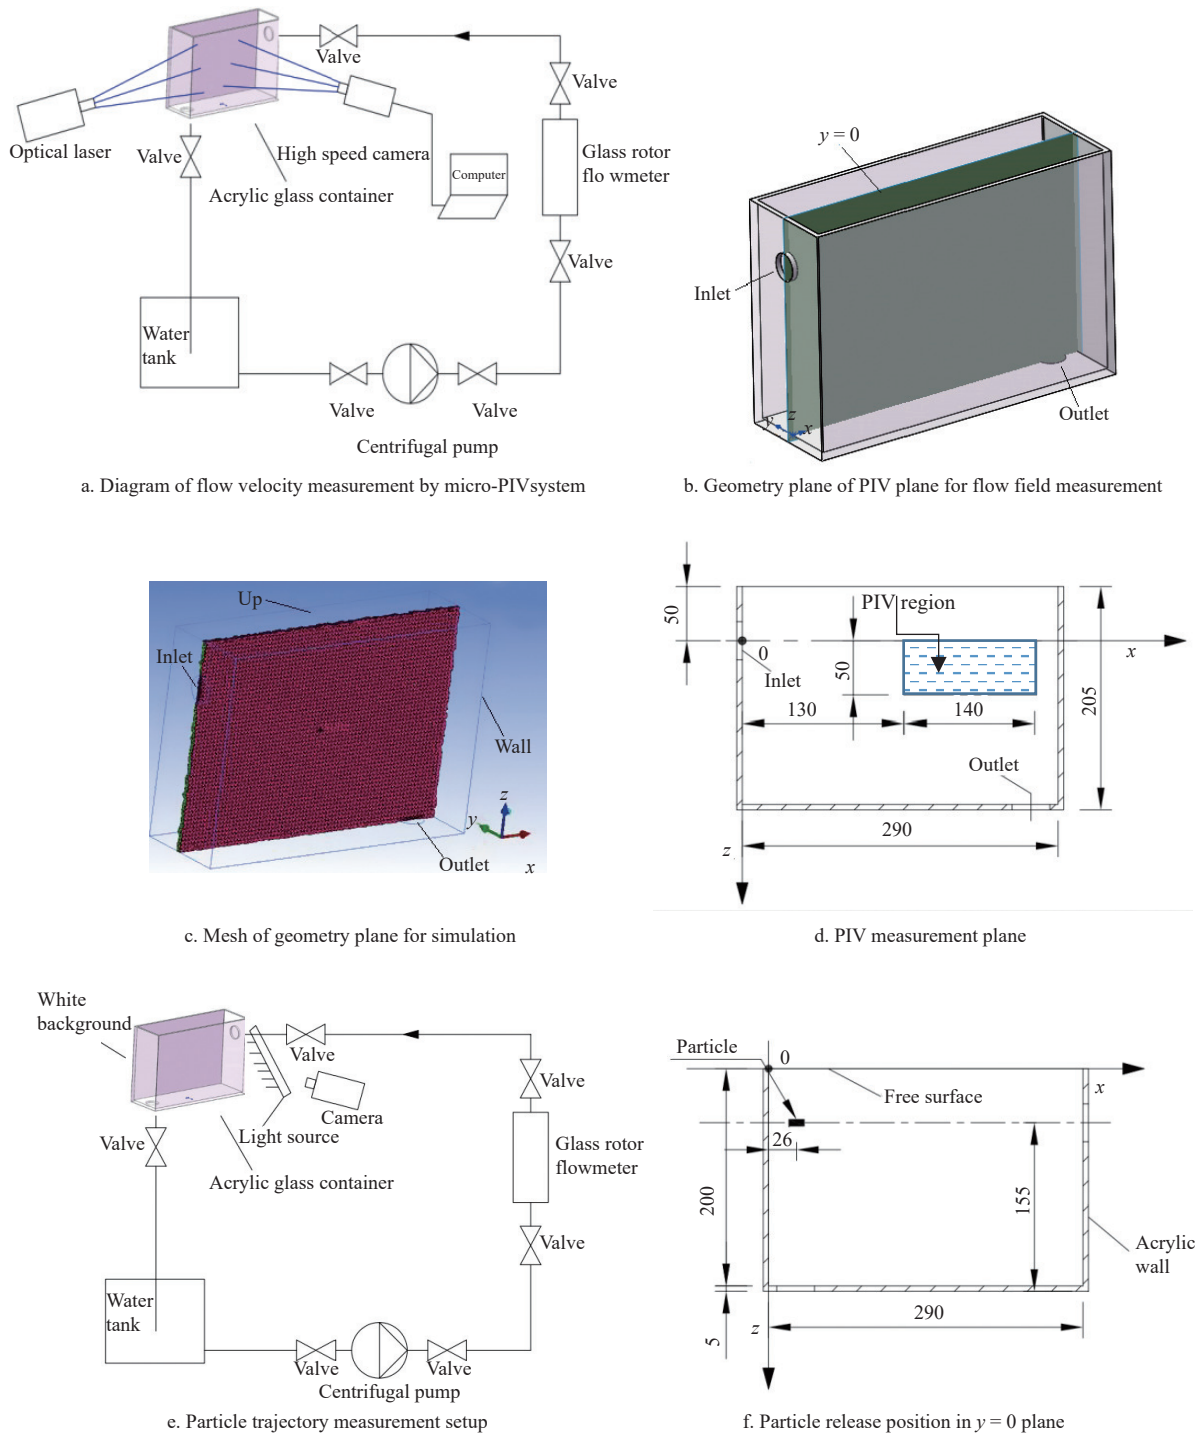 Valve
Valve
Optical laser
Valve
High speed camera
Acrylic glass container
Computer
Glass rotor
flo wmeter
Valve
Water
tank
Valve
Valve
Centrifugal pump
a. Diagram of flow velocity measurement by micro-PIVsystem
y = 0
Inlet
Outlet
y
z
x
b. Geometry plane of PIV plane for flow field measurement
Up
Inlet
Wall
z
y
Outlet
x
c. Mesh of geometry plane for simulation
50
PIV region
0
x
Inlet
50
130
140
205
Outlet
290
z
d. PIV measurement plane
White
background
Valve
Valve
Camera
Valve
Light source
Glass rotor
flowmeter
Acrylic glass container
Valve
Water
tank
Valve
Valve
Centrifugal pump
e. Particle trajectory measurement setup
Particle
0
x
Free surface
26
200
155
Acrylic
wall
290
5
z
f. Particle release position in y = 0 plane